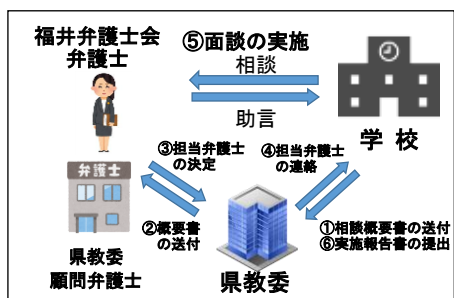 福井弁護士会
弁護士
⑤面談の実施
相談
助言
学校
③担当弁護士
の決定
④担当弁護士
の連絡
弁護士
②概要書
の送付
①相談概要書の送付
⑥実施報告書の提出
県教委
顧問弁護士
県教委